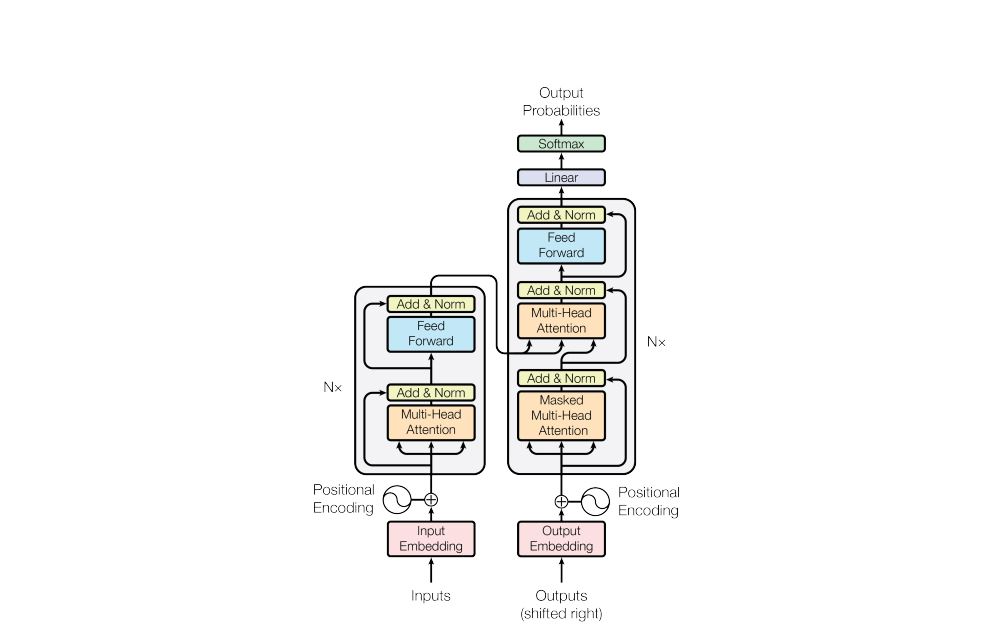 Output
Probabilities
Softmax
Linear
Add & Norm
Feed
Forward
Add & Norm
Multi-Head
Attention
Add & Norm
Masked
Multi-Head
Attention
N×
Add & Norm
Feed
Forward
Add & Norm
Multi-Head
Attention
N×
Positional
Encoding
Positional
Encoding
Input
Embedding
Output
Embedding
Inputs
Outputs
(shifted right)